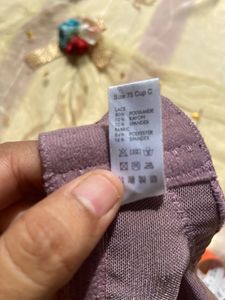 Size 75 Cup C
LACE
80% POLYAMIDE
10% RAYON
10% SPANDEX
FABRIC
84% POLYESTER
16% SPANDEX